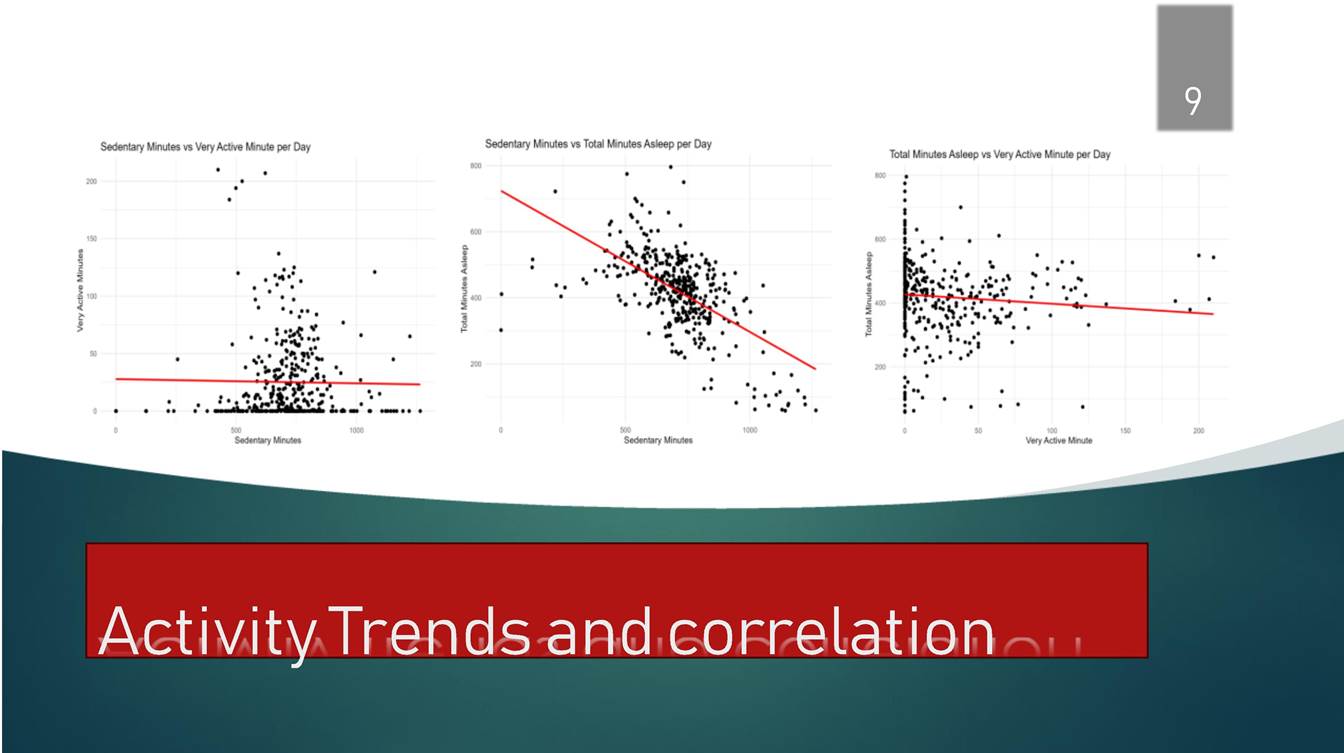 9
Sedentary Minutes vs Very Active Minute per Day
200
150
100
50
0
Very Active Minutes
0 500 1000
Sedentary Minutes
Sedentary Minutes vs Total Minutes Asleep per Day
800
600
400
200
Total Minutes Asleep
0 500 1000
Sedentary Minutes
Total Minutes Asleep vs Very Active Minute per Day
800
600
400
200
Total Minutes Asleep
0 50 100 150 200
Very Active Minute
Activity Trends and correlation